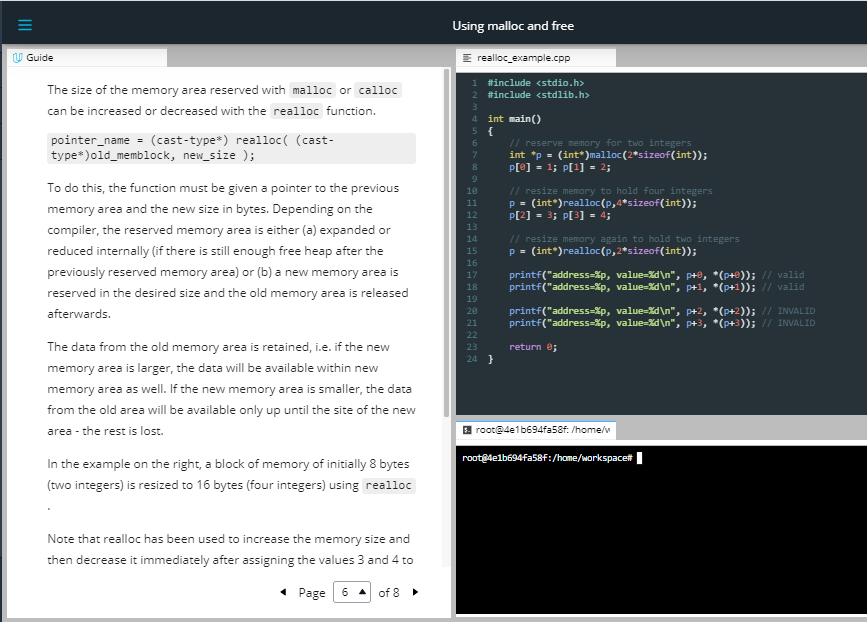 Using malloc and free
Guide
The size of the memory area reserved with malloc or calloc
can be increased or decreased with the realloc function.
pointer_name = (cast-type*) realloc( (cast-
type*)old_memblock, new_size );
To do this, the function must be given a pointer to the previous
memory area and the new size in bytes. Depending on the
compiler, the reserved memory area is either (a) expanded or
reduced internally (if there is still enough free heap after the
previously reserved memory area) or (b) a new memory area is
reserved in the desired size and the old memory area is released
afterwards.
The data from the old memory area is retained, i.e. if the new
memory area is larger, the data will be available within new
memory area as well. If the new memory area is smaller, the data
from the old area will be available only up until the site of the new
area - the rest is lost.
In the example on the right, a block of memory of initially 8 bytes
(two integers) is resized to 16 bytes (four integers) using realloc
.
Note that realloc has been used to increase the memory size and
then decrease it immediately after assigning the values 3 and 4 to
Page 6 of 8
realloc_example.cpp
1 #include <stdio.h>
2 #include <stdlib.h>
3
4 int main()
5 {
6 // reserve memory for two integers
7 int *p = (int*)malloc(2*sizeof(int));
8 p[0] = 1; p[1] = 2;
9
10 // resize memory to hold four integers
11 p = (int*)realloc(p,4*sizeof(int));
12 p[2] = 3; p[3] = 4;
13
14 // resize memory again to hold two integers
15 p = (int*)realloc(p,2*sizeof(int));
16
17 printf("address=%p, value=%d\n", p+0, *(p+0)); // valid
18 printf("address=%p, value=%d\n", p+1, *(p+1)); // valid
19
20 printf("address=%p, value=%d\n", p+2, *(p+2)); // INVALID
21 printf("address=%p, value=%d\n", p+3, *(p+3)); // INVALID
22
23 return 0;
24 }
root@4e1b694fa58f: /home/w
root@4e1b694fa58f:/home/workspace#